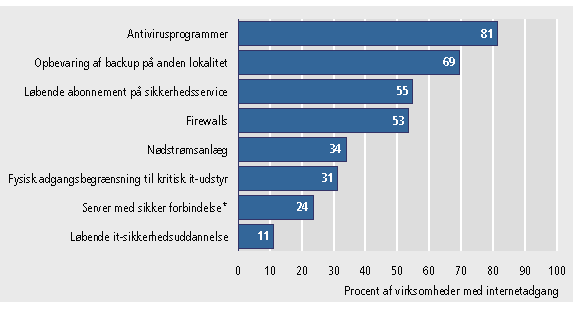 Antivirusprogrammer 81
Opbevaring af backup på anden lokalitet 69
Løbende abonnement på sikkerhedsservice 55
Firewalls 53
Nødstrømsanlæg 34
Fysisk adgangsbegrænsning til kritisk it-udstyr 31
Server med sikker forbindelse* 24
Løbende it-sikkerhedsuddannelse 11
0 10 20 30 40 50 60 70 80 90 100
Procent af virksomheder med internetadgang